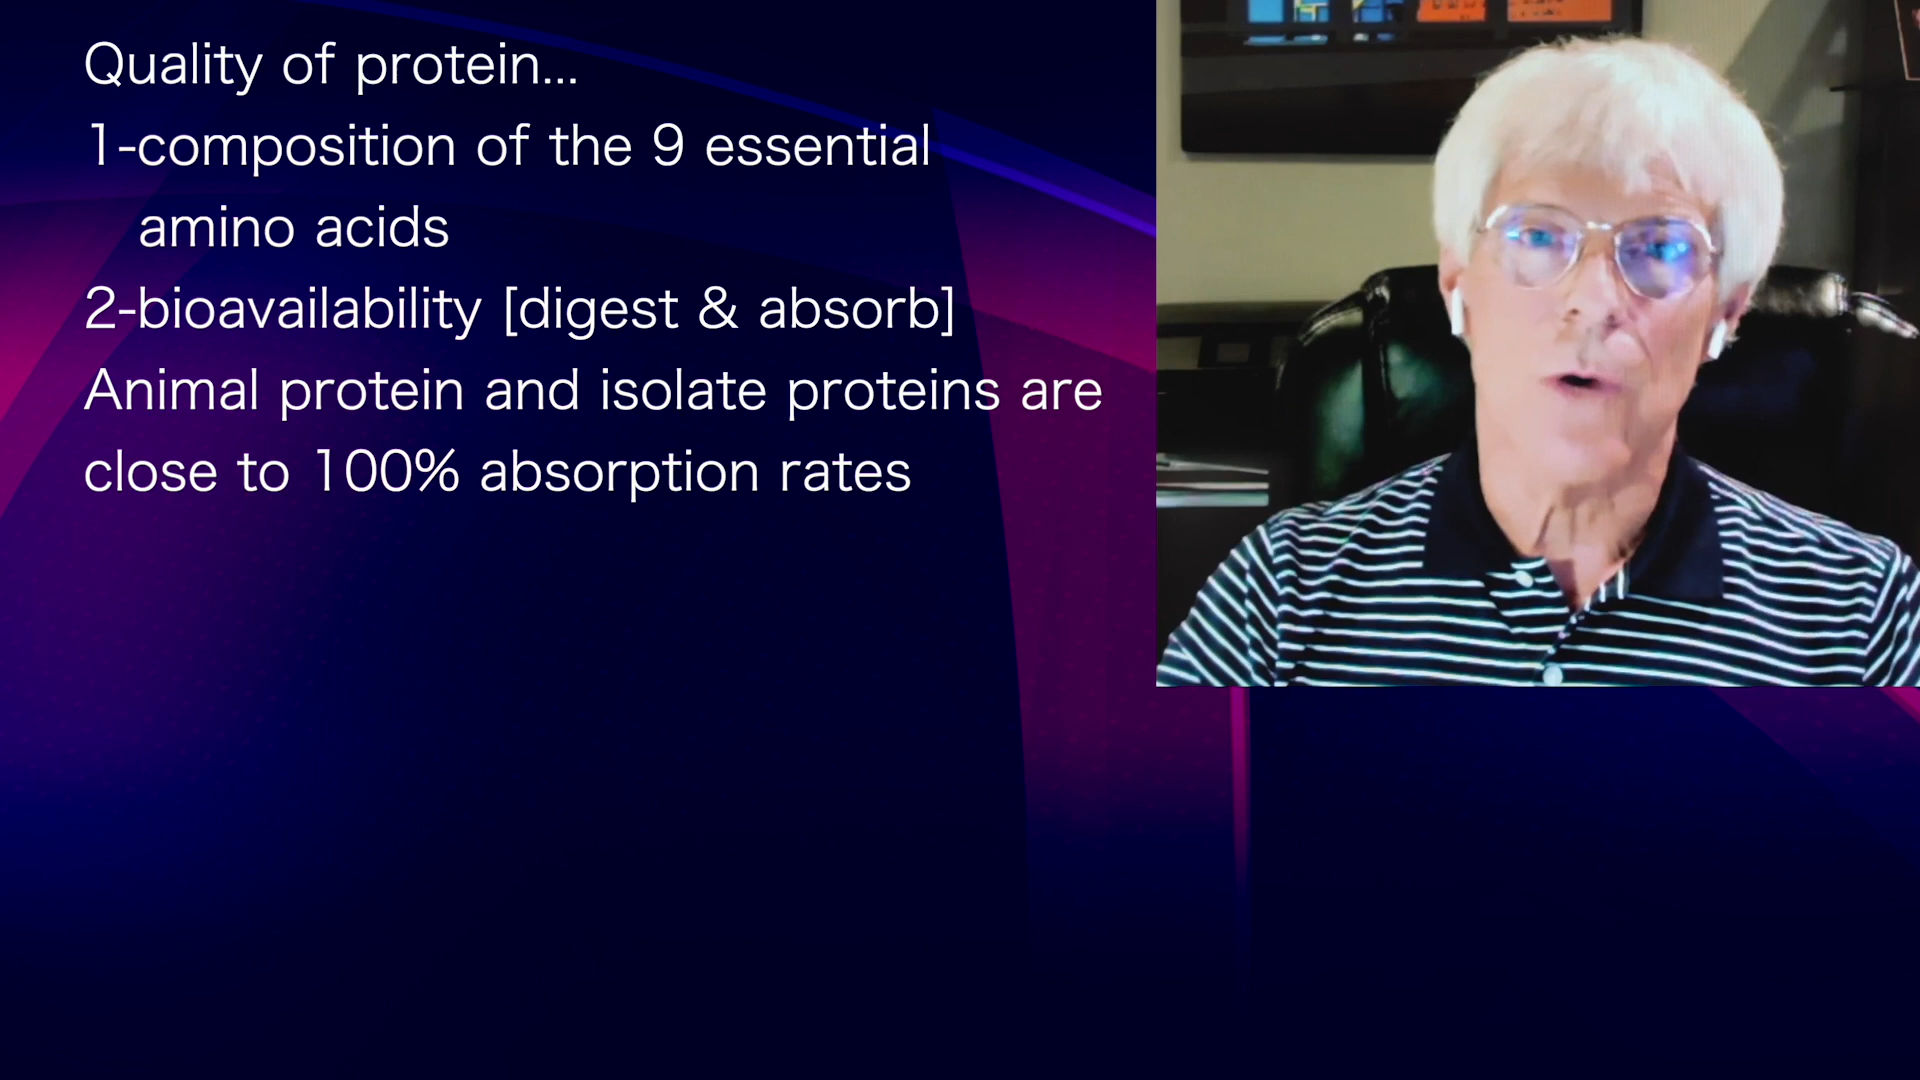 Quality of protein...
1-composition of the 9 essential
amino acids
2-bioavailability [digest & absorb]
Animal protein and isolate proteins are
close to 100% absorption rates